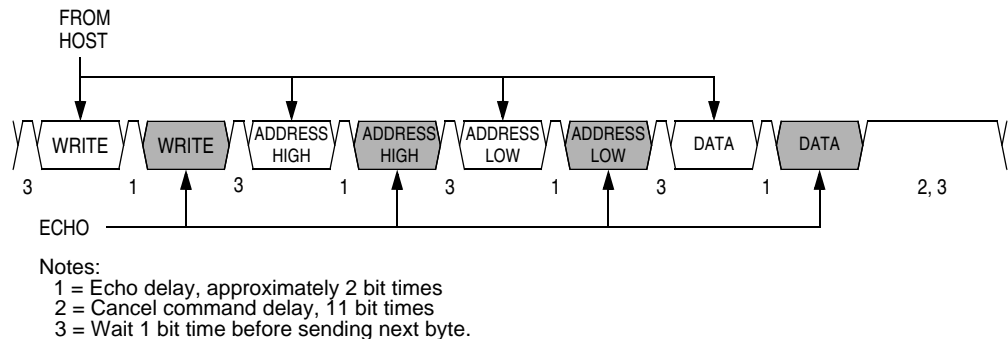 FROM
HOST
WRITE WRITE ADDRESS HIGH ADDRESS HIGH ADDRESS LOW ADDRESS LOW DATA DATA
3 1 3 1 3 1 3 1 2, 3
ECHO
Notes:
1 = Echo delay, approximately 2 bit times
2 = Cancel command delay, 11 bit times
3 = Wait 1 bit time before sending next byte.